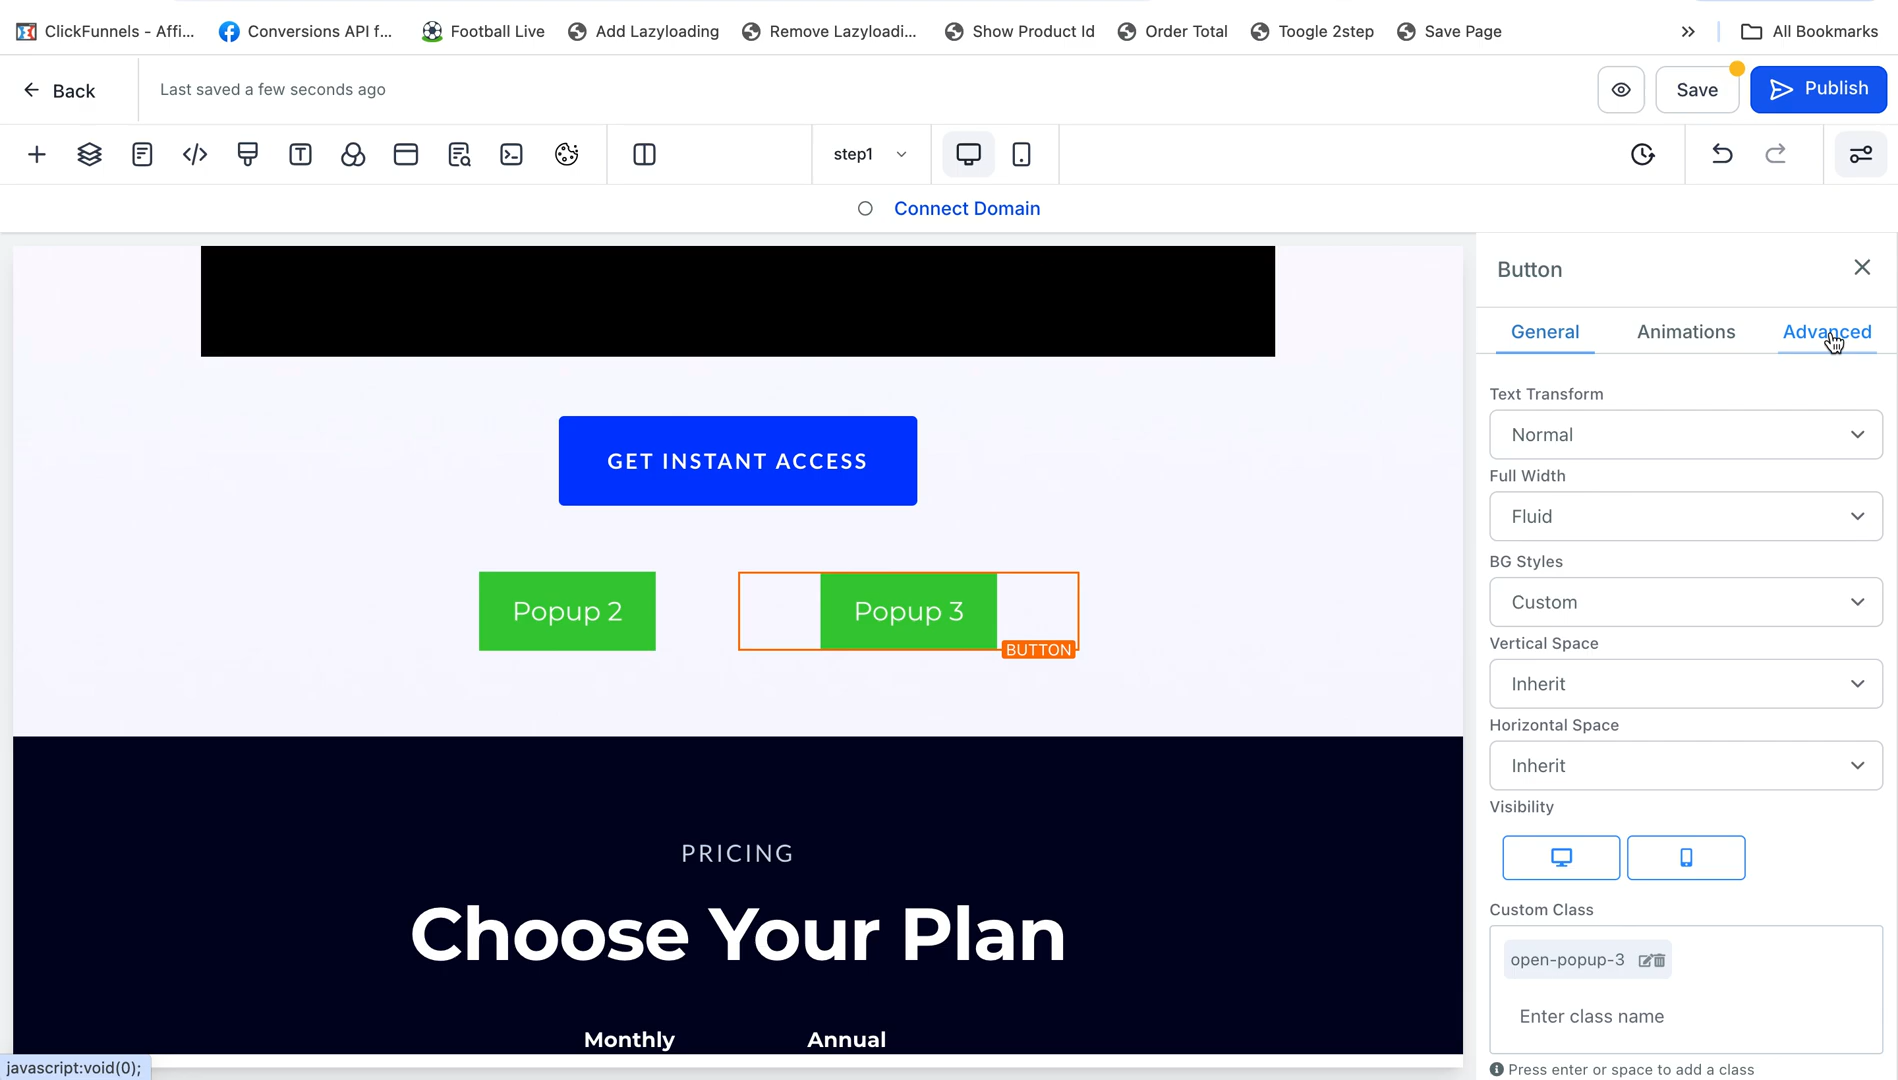 ClickFunnels - Affi... Conversions API f... Football Live Add Lazyloading Remove Lazyloadi... Show Product Id Order Total Toogle 2step Save Page » All Bookmarks
Back Last saved a few seconds ago Save Publish
step1
Connect Domain
Button
General Animations Advanced
Text Transform
Normal
Full Width
Fluid
BG Styles
Custom
Vertical Space
Inherit
Horizontal Space
Inherit
Visibility
Custom Class
open-popup-3
Enter class name
Press enter or space to add a class
GET INSTANT ACCESS
Popup 2 Popup 3
BUTTON
PRICING
Choose Your Plan
Monthly Annual
javascript:void(0);